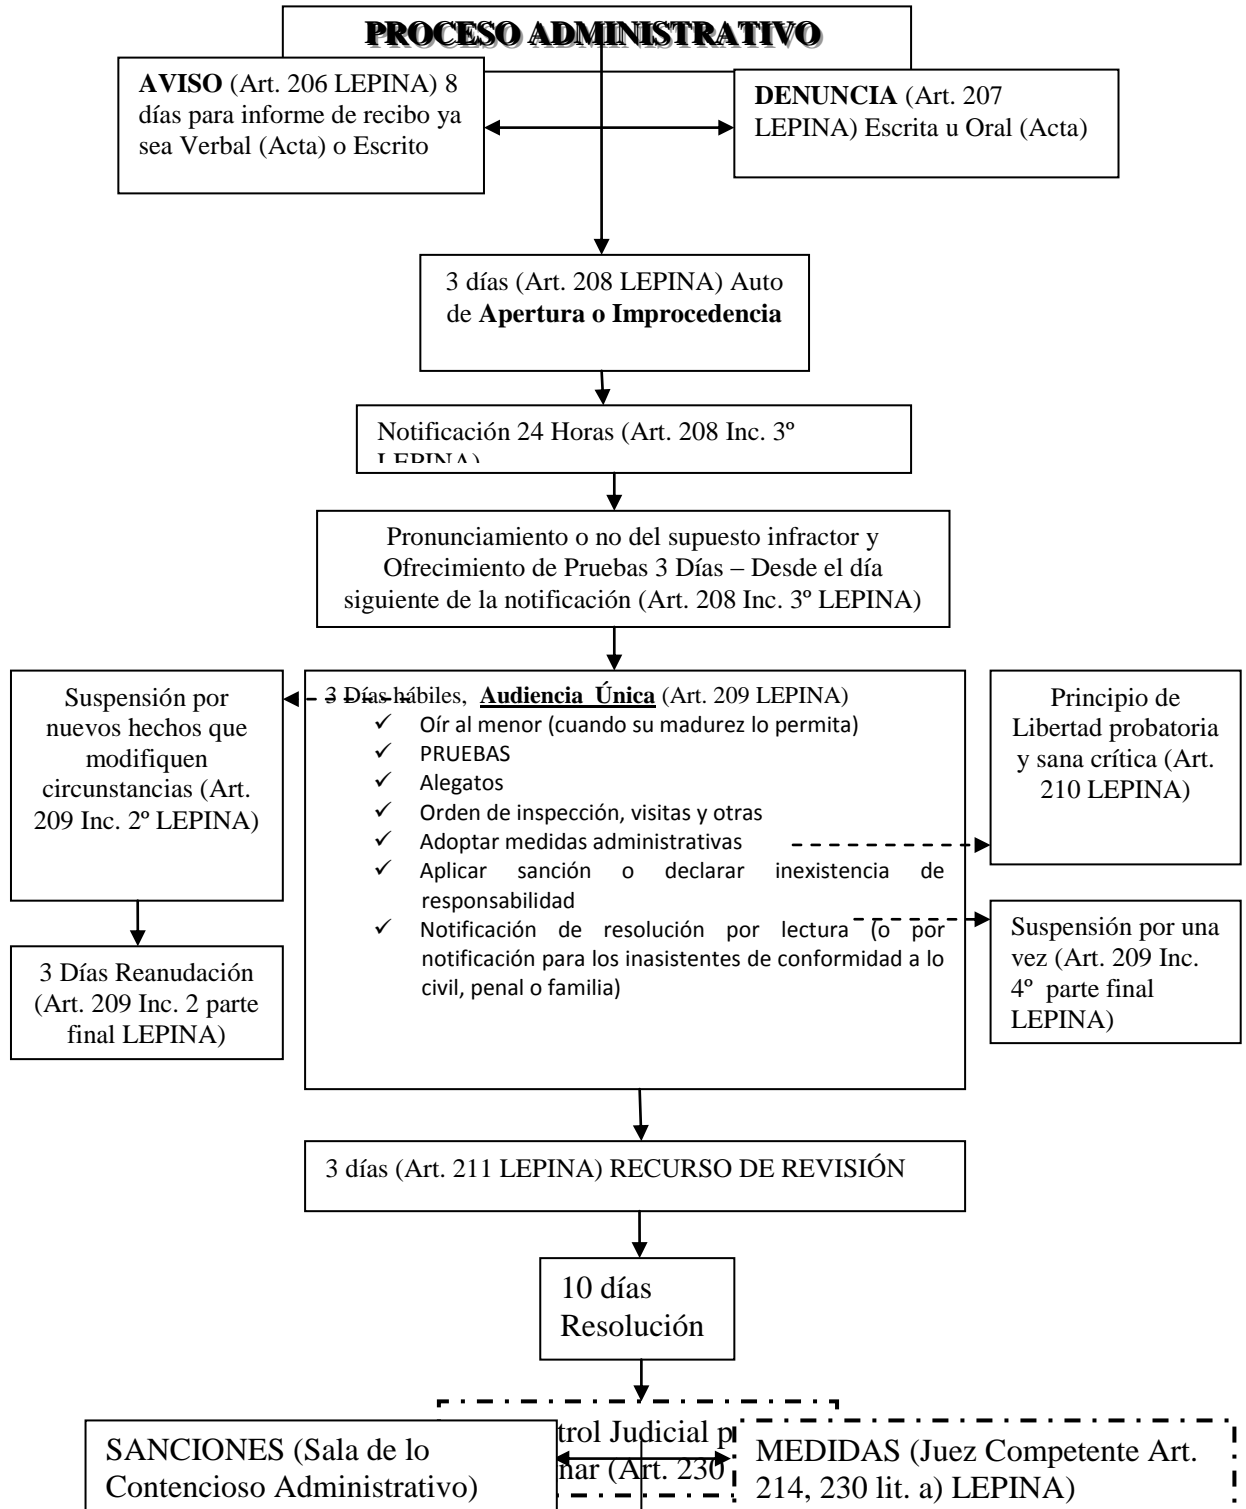 PROCESO ADMINISTRATIVO
AVISO (Art. 206 LEPINA) 8
días para informe de recibo ya
sea Verbal (Acta) o Escrito
DENUNCIA (Art. 207
LEPINA) Escrita u Oral (Acta)
3 días (Art. 208 LEPINA) Auto
de Apertura o Improcedencia
Notificación 24 Horas (Art. 208 Inc. 3º
LEPINA)
Pronunciamiento o no del supuesto infractor y
Ofrecimiento de Pruebas 3 Días – Desde el día
siguiente de la notificación (Art. 208 Inc. 3º LEPINA)
Suspensión por
nuevos hechos que
modifiquen
circunstancias (Art.
209 Inc. 2º LEPINA)
3 Días Reanudación
(Art. 209 Inc. 2 parte
final LEPINA)
3 Días hábiles, Audiencia Única (Art. 209 LEPINA)
✓ Oír al menor (cuando su madurez lo permita)
✓ PRUEBAS
✓ Alegatos
✓ Orden de inspección, visitas y otras
✓ Adoptar medidas administrativas
✓ Aplicar sanción o declarar inexistencia de
responsabilidad
✓ Notificación de resolución por lectura (o por
notificación para los inasistentes de conformidad a lo
civil, penal o familia)
Principio de
Libertad probatoria
y sana crítica (Art.
210 LEPINA)
Suspensión por una
vez (Art. 209 Inc.
4º parte final
LEPINA)
3 días (Art. 211 LEPINA) RECURSO DE REVISIÓN
10 días
Resolución
trol Judicial p
nar (Art. 230
SANCIONES (Sala de lo
Contencioso Administrativo)
MEDIDAS (Juez Competente Art.
214, 230 lit. a) LEPINA)